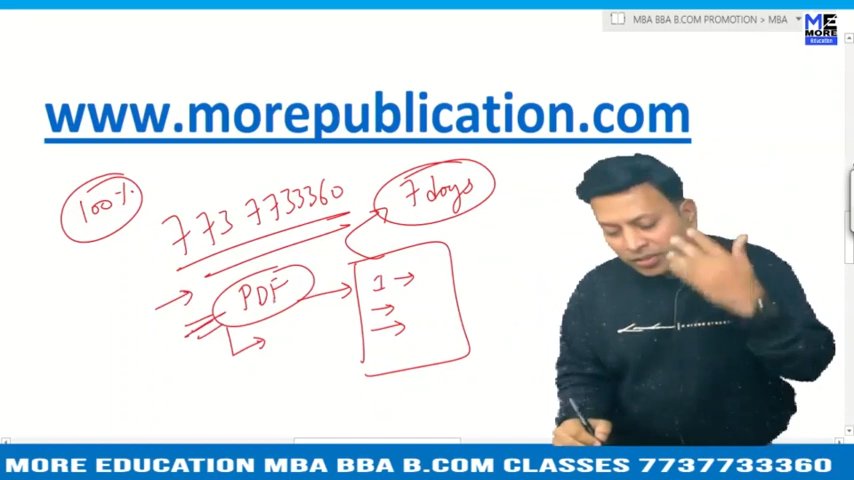 MBA BBA B.COM PROMOTION > MBA
ME
MORE
Education
www.morepublication.com
100%
773 7733360
7 days
PDF
1 →
MORE EDUCATION MBA BBA B.COM CLASSES 7737733360